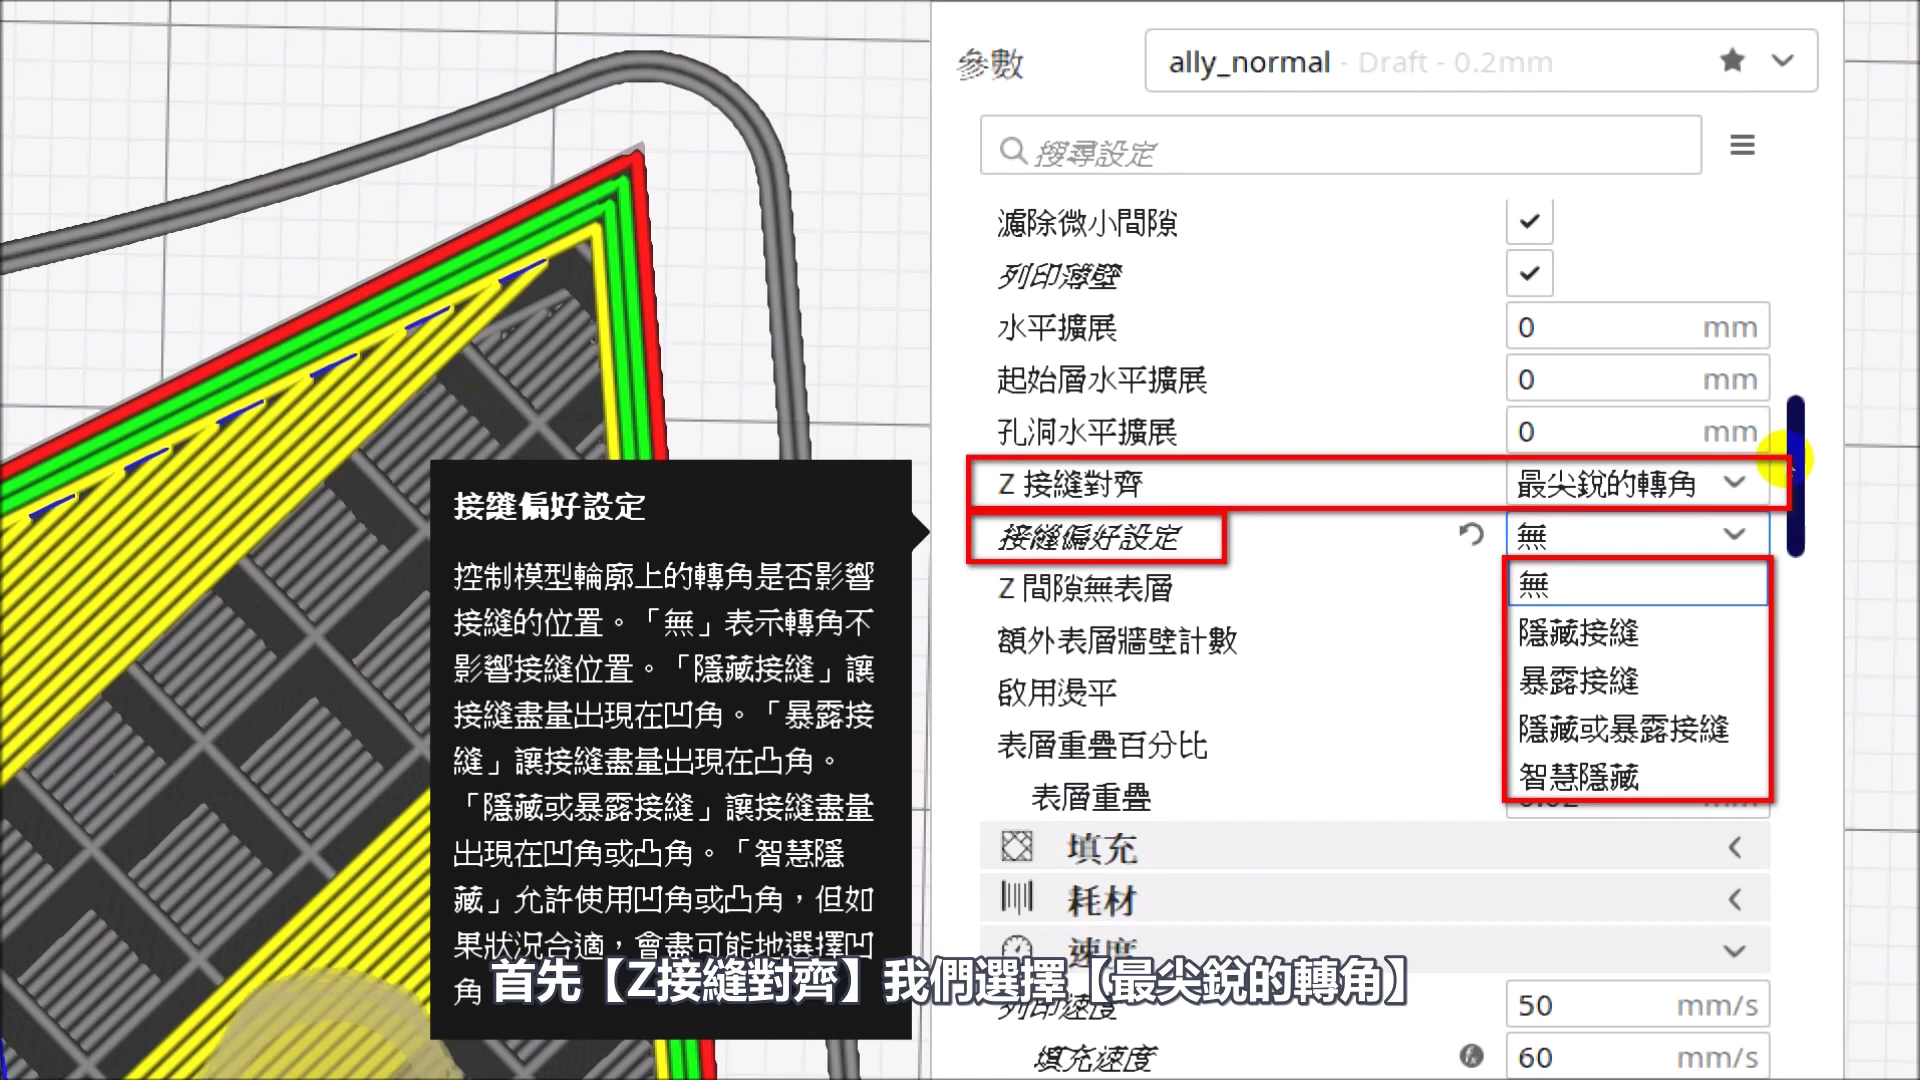 參數
ally_normal - Draft - 0.2mm
搜尋設定
濾除微小間隙
列印薄壁
水平擴展
0 mm
起始層水平擴展
0 mm
孔洞水平擴展
0 mm
Z 接縫對齊
最尖銳的轉角
接縫偏好設定
無
無
隱藏接縫
暴露接縫
隱藏或暴露接縫
智慧隱藏
Z 間隙無表層
額外表層牆壁計數
啟用燙平
表層重疊百分比
表層重疊
填充
耗材
速度
列印速度
50 mm/s
填充速度
60 mm/s
接縫偏好設定
控制模型輪廓上的轉角是否影響
接縫的位置。「無」表示轉角不
影響接縫位置。「隱藏接縫」讓
接縫盡量出現在凹角。「暴露接
縫」讓接縫盡量出現在凸角。
「隱藏或暴露接縫」讓接縫盡量
出現在凹角或凸角。「智慧隱
藏」允許使用凹角或凸角，但如
果狀況合適，會盡可能地選擇凹
角
首先【Z接縫對齊】我們選擇【最尖銳的轉角】